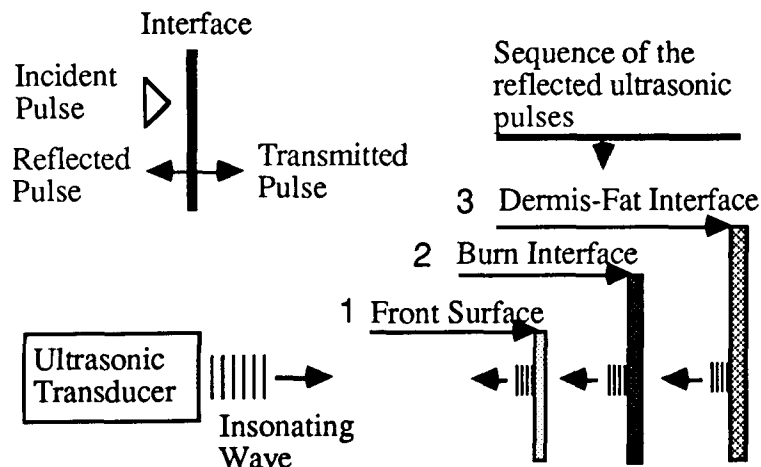 Interface
Incident
Pulse
Reflected
Pulse
Transmitted
Pulse
Sequence of the
reflected ultrasonic
pulses
3 Dermis-Fat Interface
2 Burn Interface
1 Front Surface
Ultrasonic
Transducer
Insonating
Wave